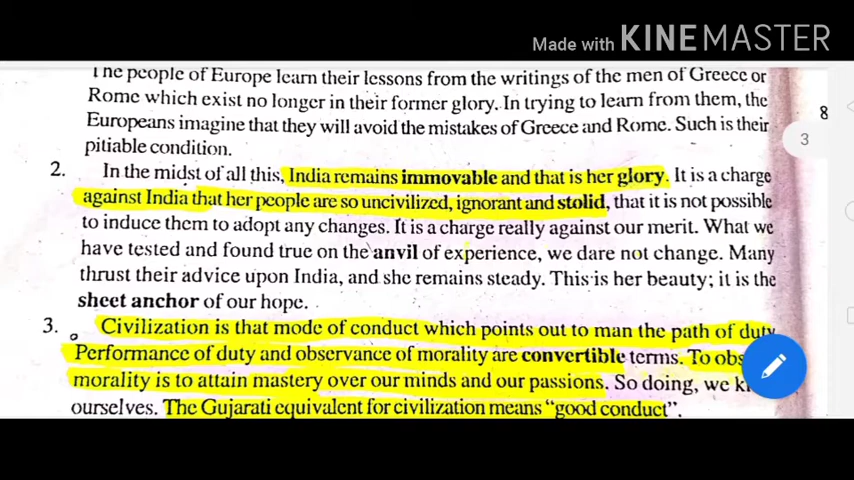 Made with KINEMASTER
The people of Europe learn their lessons from the writings of the men of Greece or
Rome which exist no longer in their former glory. In trying to learn from them, the
8
Europeans imagine that they will avoid the mistakes of Greece and Rome. Such is their
3
pitiable condition.
2. In the midst of all this, India remains immovable and that is her glory. It is a charge
against India that her people are so uncivilized, ignorant and stolid, that it is not possible
to induce them to adopt any changes. It is a charge really against our merit. What we
have tested and found true on the anvil of experience, we dare not change. Many
thrust their advice upon India, and she remains steady. This is her beauty; it is the
sheet anchor of our hope.
3. Civilization is that mode of conduct which points out to man the path of duty
Performance of duty and observance of morality are convertible terms. To
morality is to attain mastery over our minds and our passions. So doing, we
ourselves. The Gujarati equivalent for civilization means “good conduct”.